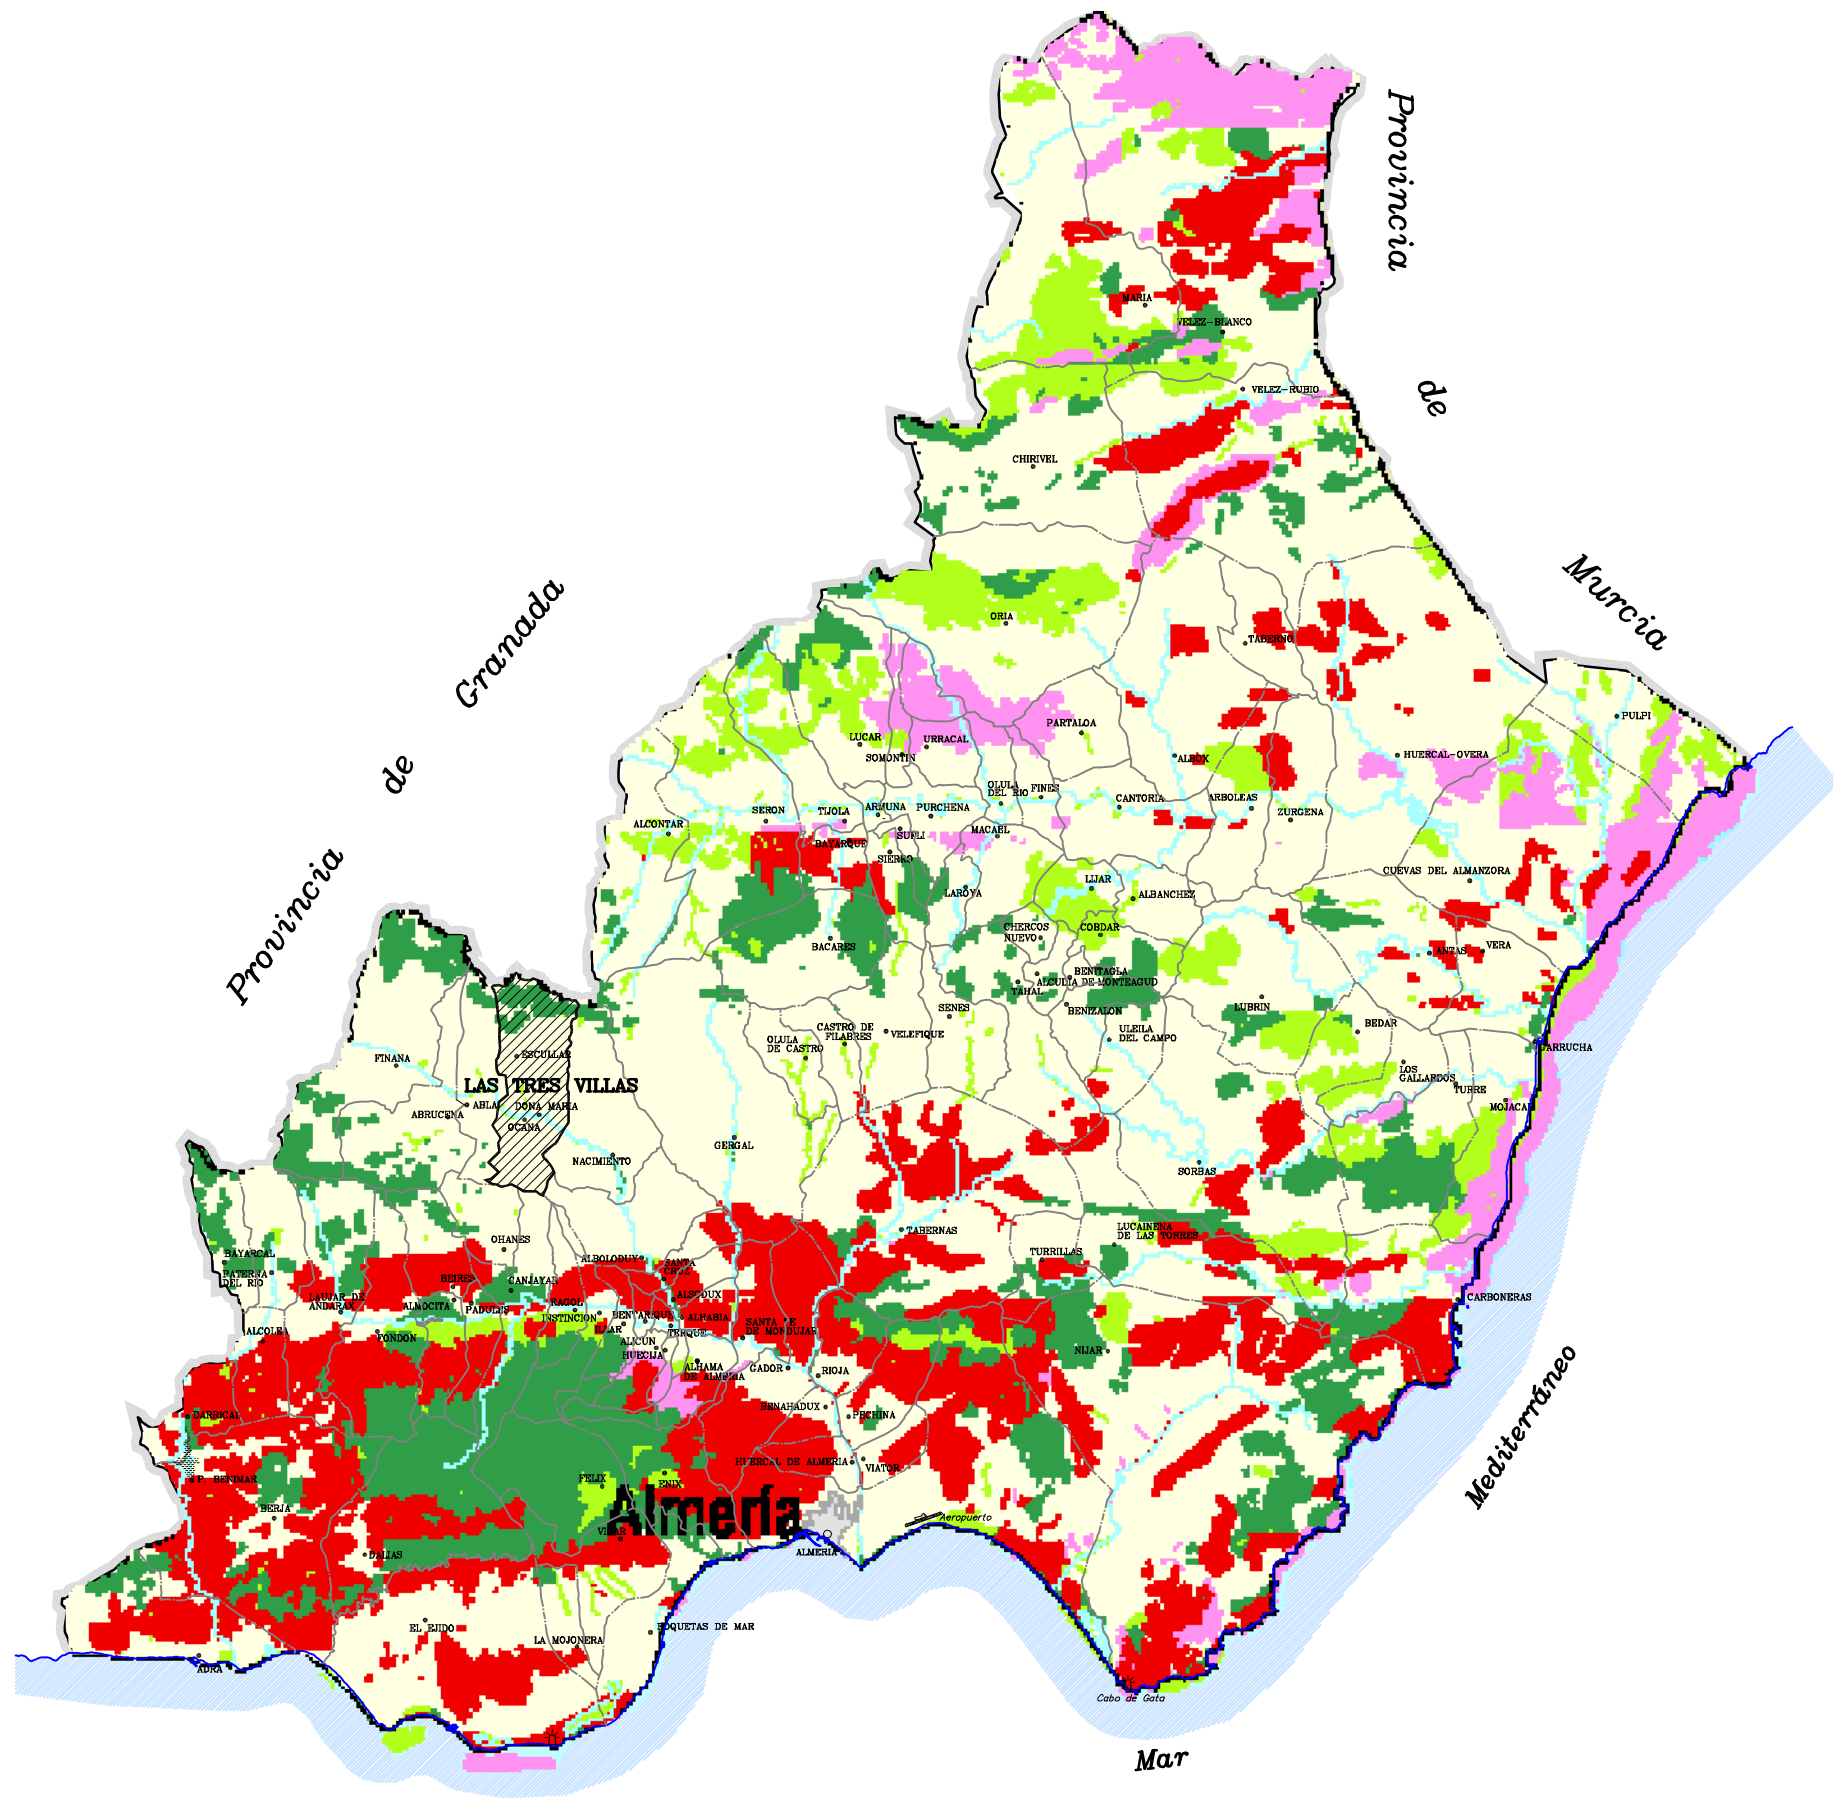 Provincia
de
Murcia
Provincia
de
Granada
MARIA
VELEZ-BLANCO
VELEZ-RUBIO
CHIRIVEL
ORIA
TABERNO
PULPI
PARTALOA
LUCAR
URRACAL
SOMONTIN
ALBOX
HUERCAL-OVERA
OLULA
DEL RIO
FINES
CANTORIA
ARBOLEAS
ZURGENA
SERON
TIJOLA
ARMUNA
PURCHENA
ALCONTAR
SUFLI
MACAEL
BAYARQUE
SIERRO
LAROYA
LIJAR
ALBANCHEZ
CUEVAS DEL ALMANZORA
BACARES
CHERCOS
NUEVO
COBDAR
ANTAS
VERA
BENITAGLA
ALCUDIA DE MONTEAGUD
TAHAL
BENIZALON
SENES
LUBRIN
BEDAR
CASTRO DE
FILABRES
VELEFIQUE
OLULA
DE CASTRO
ULEILA
DEL CAMPO
GARRUCHA
LOS
GALLARDOS
TURRE
MOJACAR
FINANA
ESCULLAR
LAS TRES VILLAS
ABRUCENA
ABLA
DONA MARIA
OCANA
NACIMIENTO
GERGAL
SORBAS
TABERNAS
LUCAINENA
DE LAS TORRES
TURRILLAS
OHANES
BAYARCAL
PATERNA
DEL RIO
ALBOLODUY
SANTA
CRUZ
BEIRES
CANJAYAR
LAUJAR DE
ANDARAX
ALMOCITA
PADULES
RAGOL
ALSODUX
CARBONERAS
INSTINCION
BENTARIQUE
ALHABIA
ILLAR
TERQUE
SANTA FE
DE MONDUJAR
ALCOLEA
FONDON
ALICUN
HUECIJA
ALHAMA
DE ALMERIA
GADOR
RIOJA
NIJAR
DARRICAL
BENAHADUX
PECHINA
P. BENIMAR
HUERCAL DE ALMERIA
VIATOR
FELIX
ENIX
BERJA
Almería
VICAR
Aeropuerto
ALMERIA
DALIAS
EL EJIDO
LA MOJONERA
ROQUETAS DE MAR
ADRA
Cabo de Gata
Mar
Mediterráneo